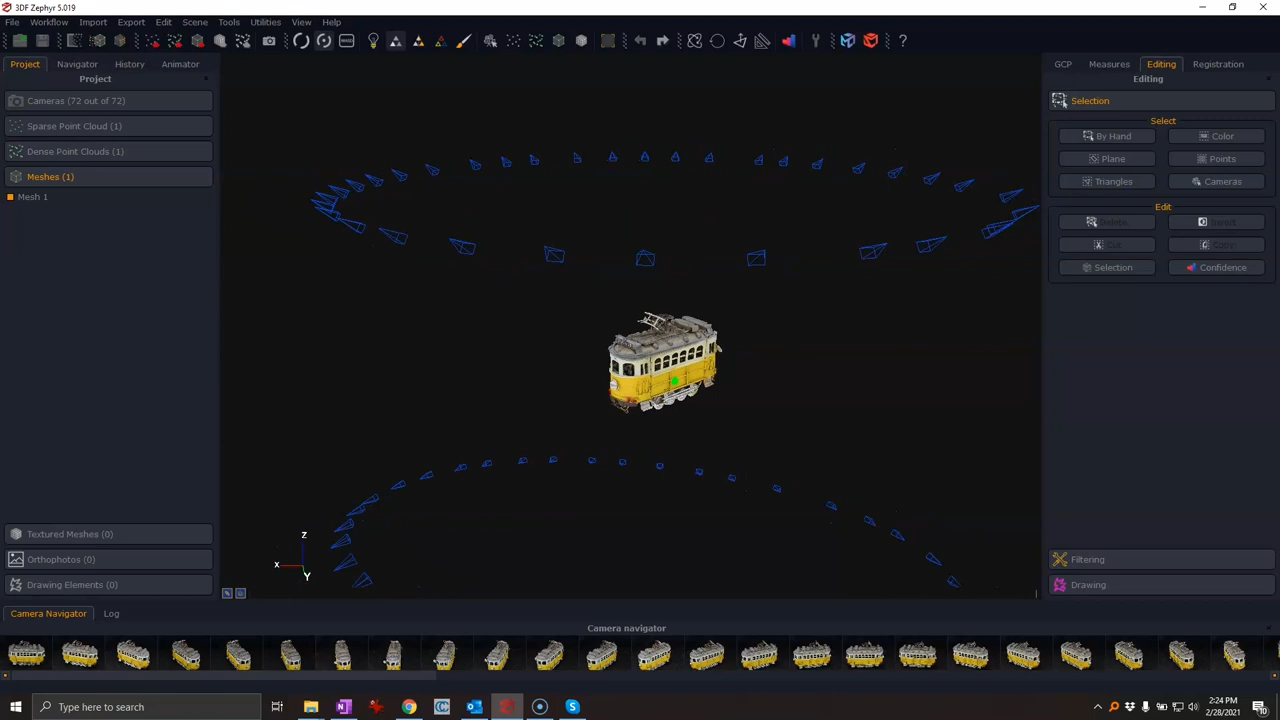 3DF Zephyr 5.019
File Workflow Import Export Edit Scene Tools Utilities View Help
Project Navigator History Animator
Project
Cameras (72 out of 72)
Sparse Point Cloud (1)
Dense Point Clouds (1)
Meshes (1)
Mesh 1
Textured Meshes (0)
Orthophotos (0)
Drawing Elements (0)
Z
X
Y
GCP Measures Editing Registration
Editing
Selection
Select
By Hand Color
Plane Points
Triangles Cameras
Edit
Delete Invert
Cut Copy
Selection Confidence
Filtering
Drawing
Camera Navigator Log
Camera navigator
Type here to search
2:24 PM
2/28/2021